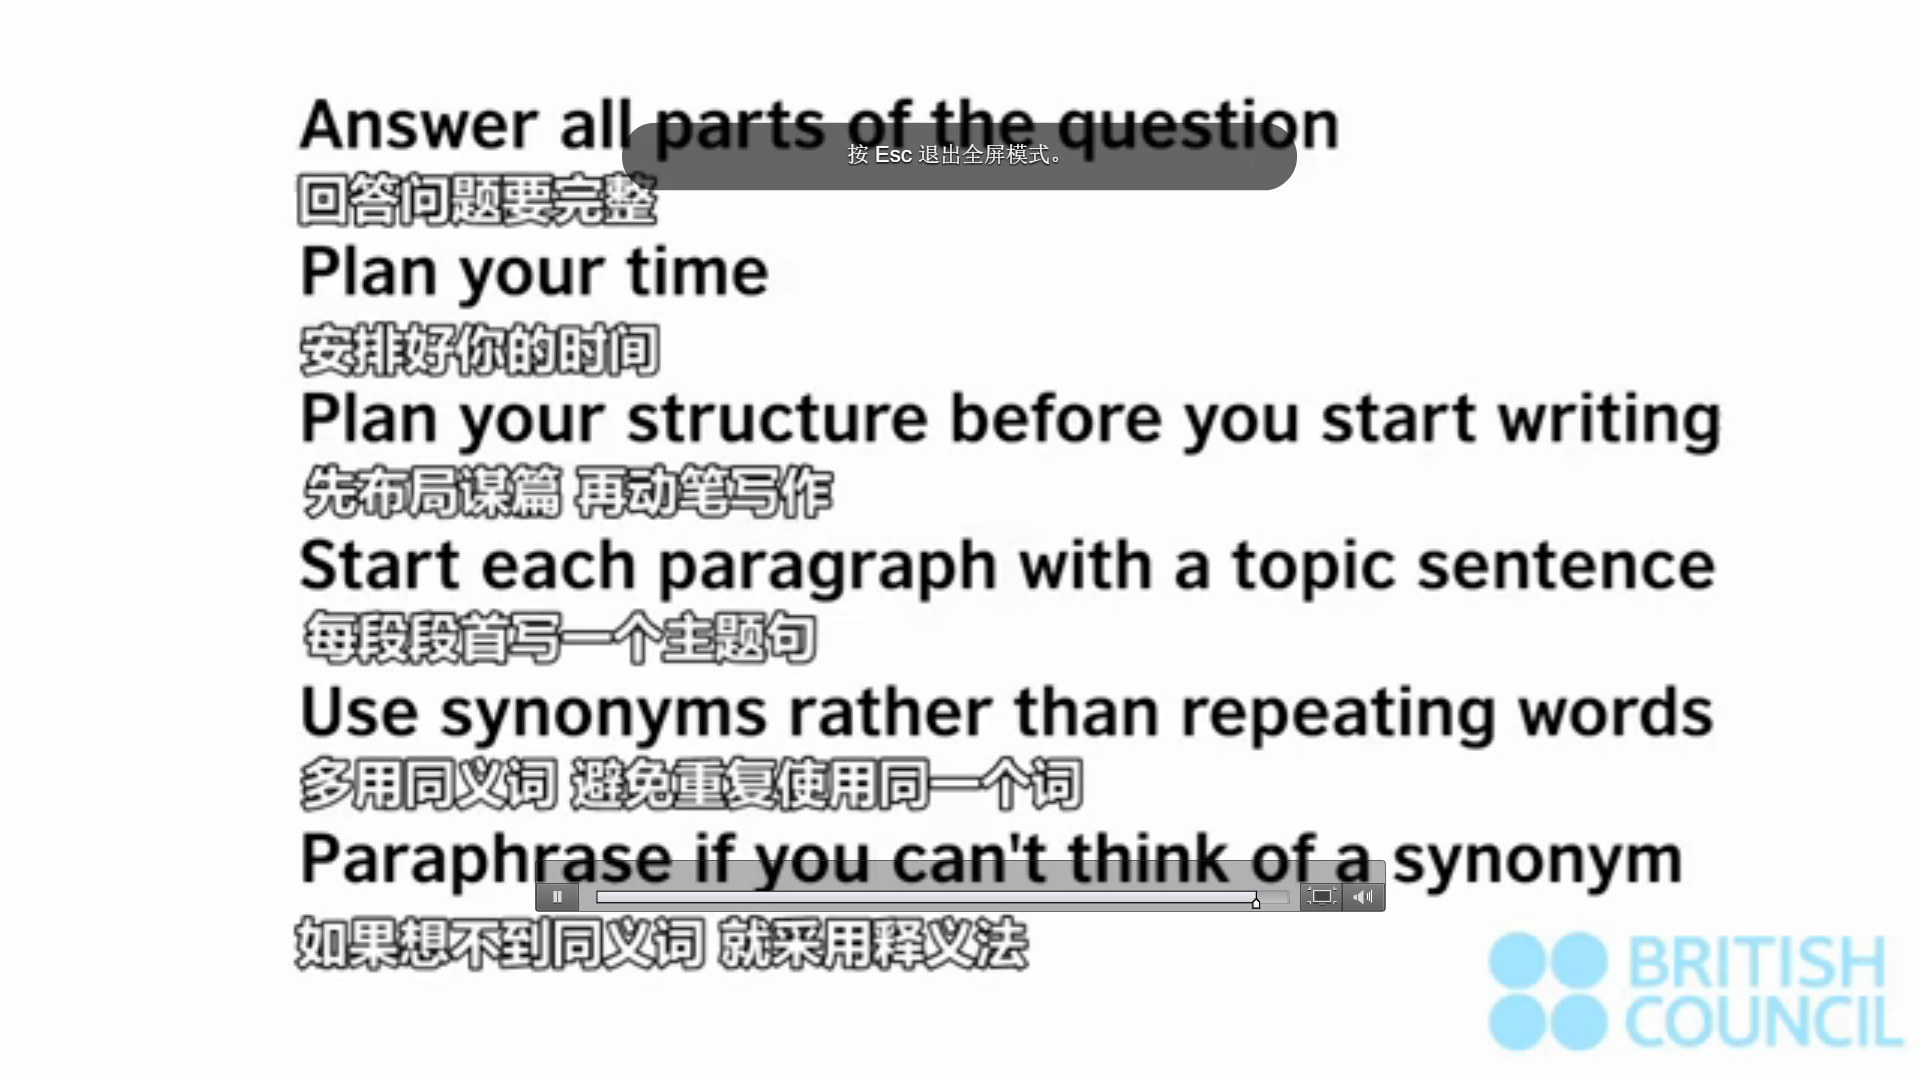 Answer all parts of the question
按 Esc 退出全屏模式。
回答问题要完整
Plan your time
安排好你的时间
Plan your structure before you start writing
先布局谋篇 再动笔写作
Start each paragraph with a topic sentence
每段段首写一个主题句
Use synonyms rather than repeating words
多用同义词 避免重复使用同一个词
Paraphrase if you can't think of a synonym
如果想不到同义词 就采用释义法
BRITISH
COUNCIL